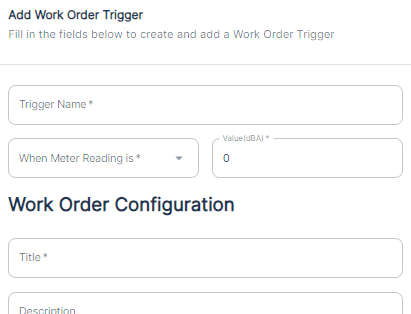 Add Work Order Trigger
Fill in the fields below to create and add a Work Order Trigger
Trigger Name *
Value(dBA) *
When Meter Reading is *
0
Work Order Configuration
Title *
Description